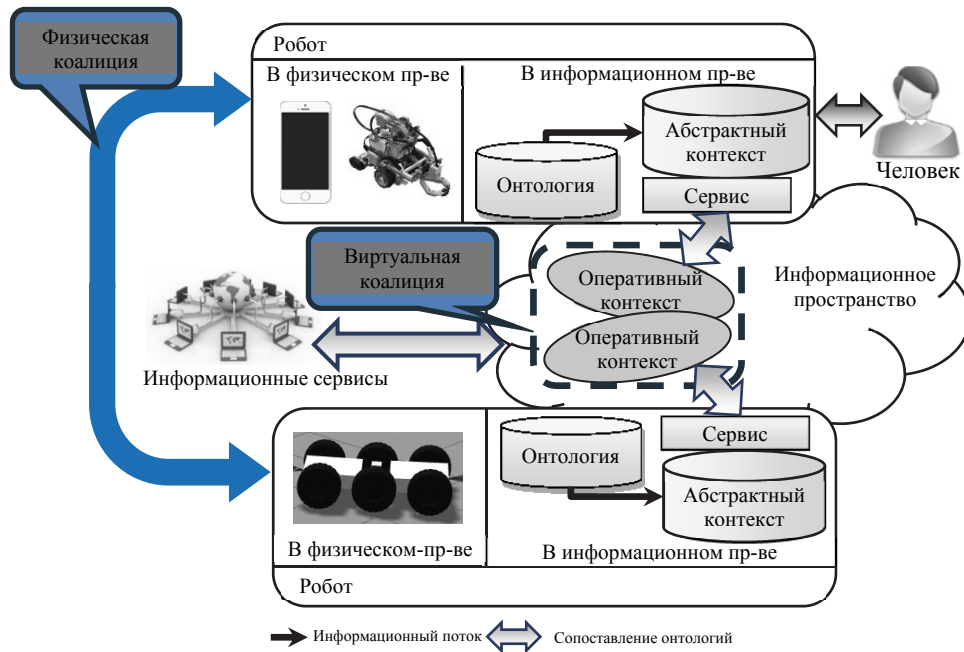 Физическая
коалиция
Робот
В физическом пр-ве
В информационном пр-ве
Абстрактный
контекст
Онтология
Сервис
Человек
Виртуальная
коалиция
Оперативный
контекст
Оперативный
контекст
Информационное
пространство
Информационные сервисы
Сервис
Онтология
Абстрактный
контекст
В физическом-пр-ве
В информационном пр-ве
Робот
Информационный поток
Сопоставление онтологий